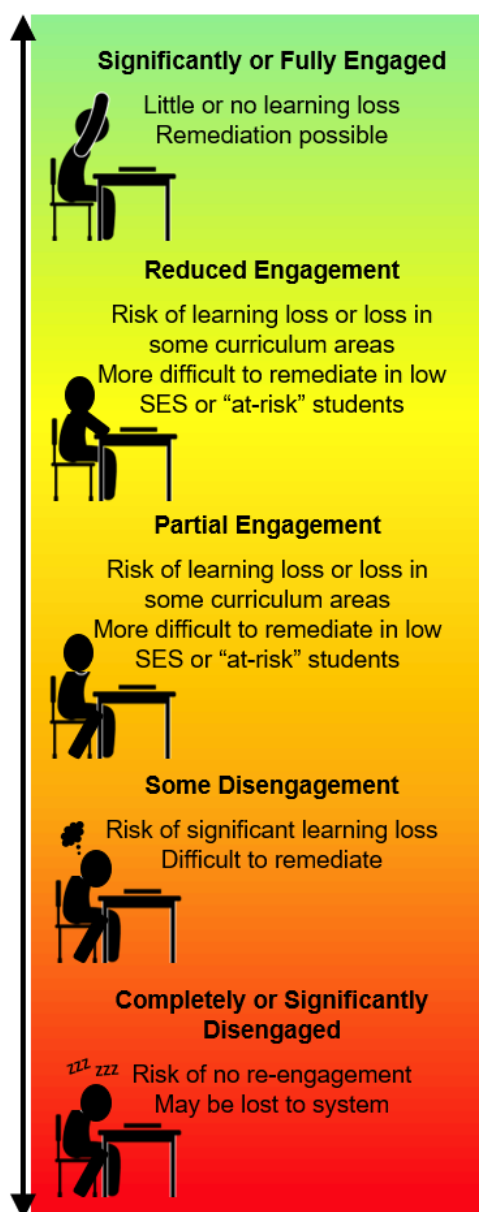 Significantly or Fully Engaged
Little or no learning loss
Remediation possible
Reduced Engagement
Risk of learning loss or loss in
some curriculum areas
More difficult to remediate in low
SES or “at-risk” students
Partial Engagement
Risk of learning loss or loss in
some curriculum areas
More difficult to remediate in low
SES or “at-risk” students
Some Disengagement
Risk of significant learning loss
Difficult to remediate
Completely or Significantly
Disengaged
zzz zzz
Risk of no re-engagement
May be lost to system